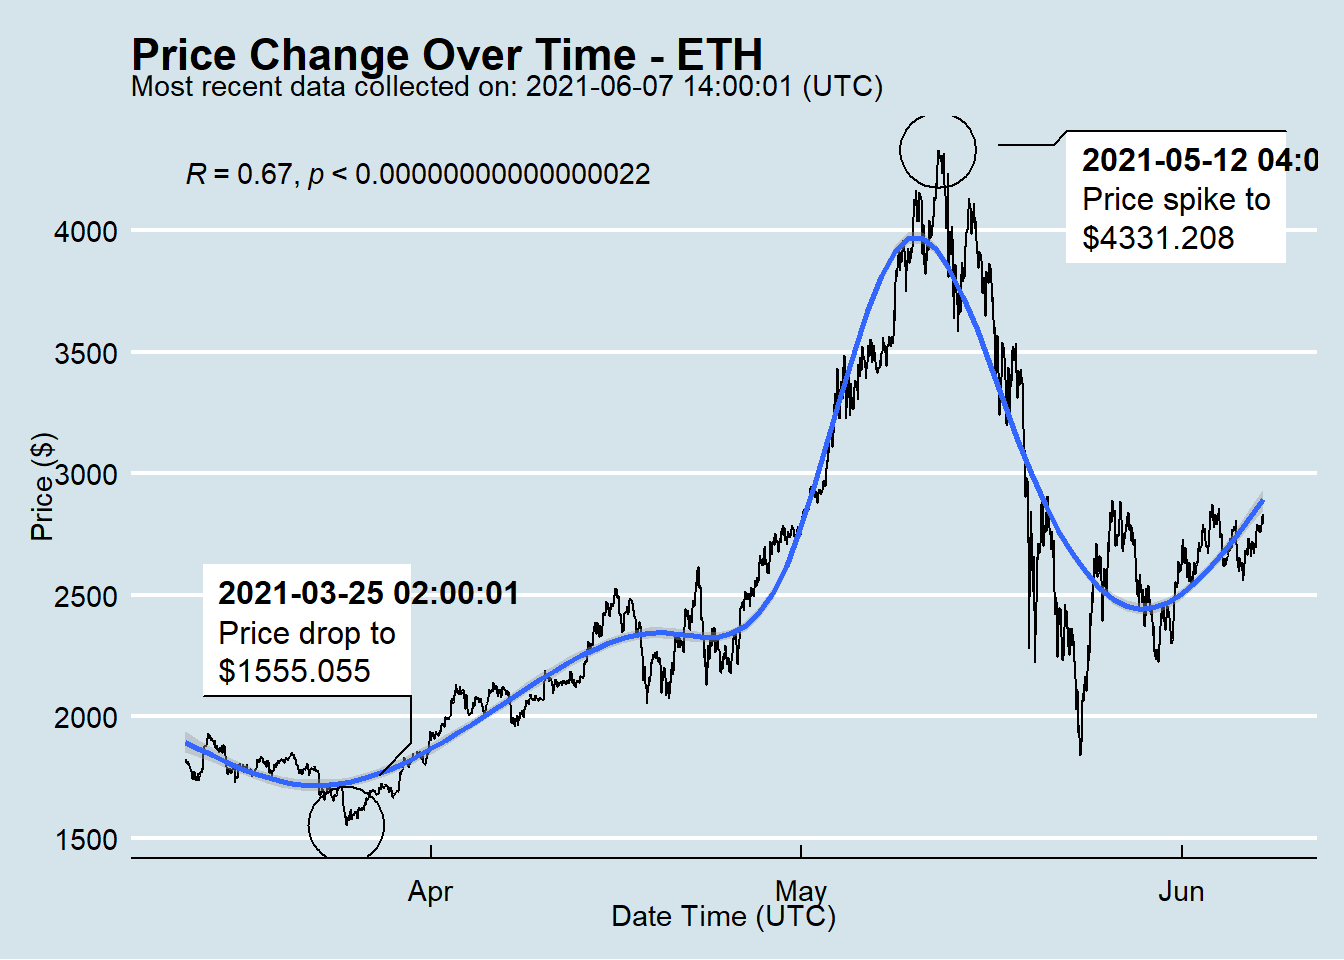 Price Change Over Time - ETH
Most recent data collected on: 2021-06-07 14:00:01 (UTC)
R = 0.67, p < 0.00000000000000022
2021-05-12 04:0
Price spike to
$4331.208
4000
3500
3000
2500
2000
1500
Price ($)
2021-03-25 02:00:01
Price drop to
$1555.055
Apr
May
Jun
Date Time (UTC)